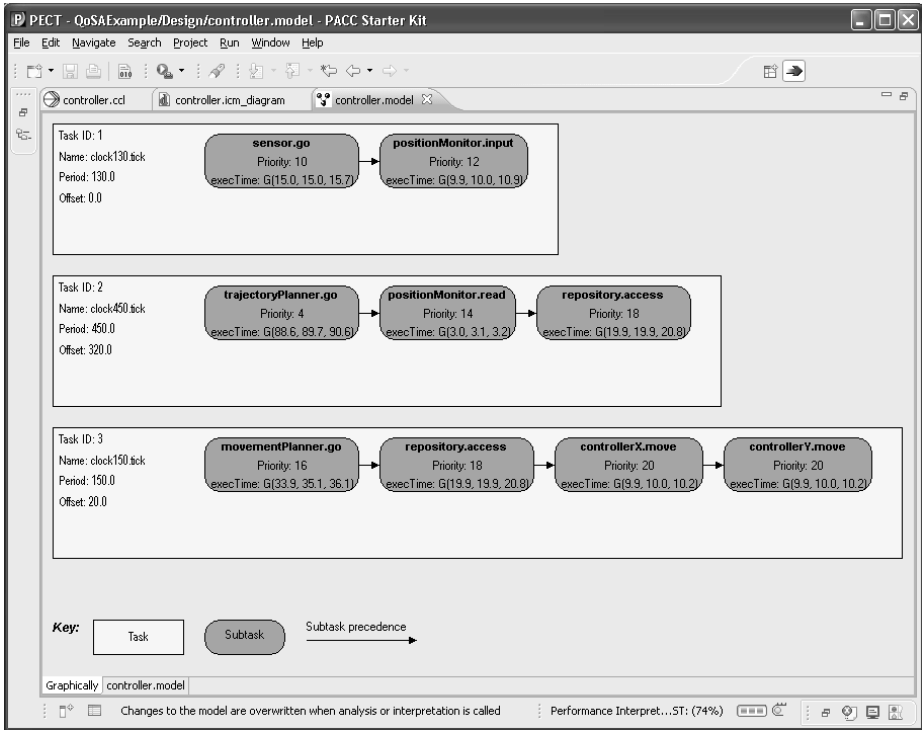 PECT - QoSAExample/Design/controller.model - PACC Starter Kit
File Edit Navigate Search Project Run Window Help
controller.ccl controller.icm_diagram controller.model
Task ID: 1
Name: clock130.tick
Period: 130.0
Offset: 0.0
sensor.go
Priority: 10
execTime: G(15.0, 15.0, 15.7)
positionMonitor.input
Priority: 12
execTime: G(9.9, 10.0, 10.9)
Task ID: 2
Name: clock450.tick
Period: 450.0
Offset: 320.0
trajectoryPlanner.go
Priority: 4
execTime: G(88.6, 89.7, 90.6)
positionMonitor.read
Priority: 14
execTime: G(3.0, 3.1, 3.2)
repository.access
Priority: 18
execTime: G(19.9, 19.9, 20.8)
Task ID: 3
Name: clock150.tick
Period: 150.0
Offset: 20.0
movementPlanner.go
Priority: 16
execTime: G(33.9, 35.1, 36.1)
repository.access
Priority: 18
execTime: G(19.9, 19.9, 20.8)
controllerX.move
Priority: 20
execTime: G(9.9, 10.0, 10.2)
controllerY.move
Priority: 20
execTime: G(9.9, 10.0, 10.2)
Key:
Task
Subtask
Subtask precedence
Graphically controller.model
Changes to the model are overwritten when analysis or interpretation is called
Performance Interpret...ST: (74%)